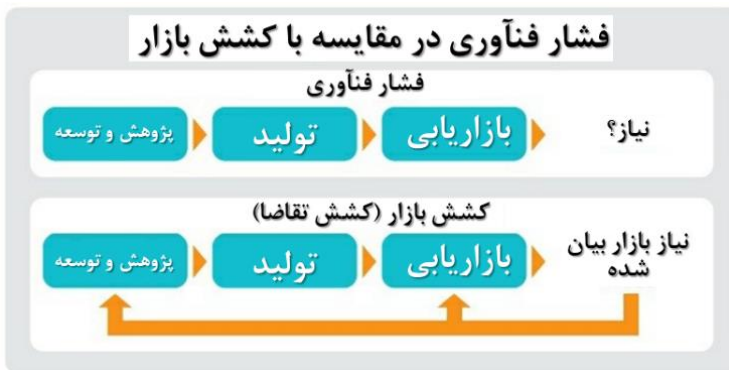 فشار فنآوری در مقایسه با کشش بازار
فشار فنآوری
پژوهش و توسعه
تولید
بازاریابی
نیاز؟
کشش بازار (کشش تقاضا)
پژوهش و توسعه
تولید
بازاریابی
نیاز بازار بیان
شده